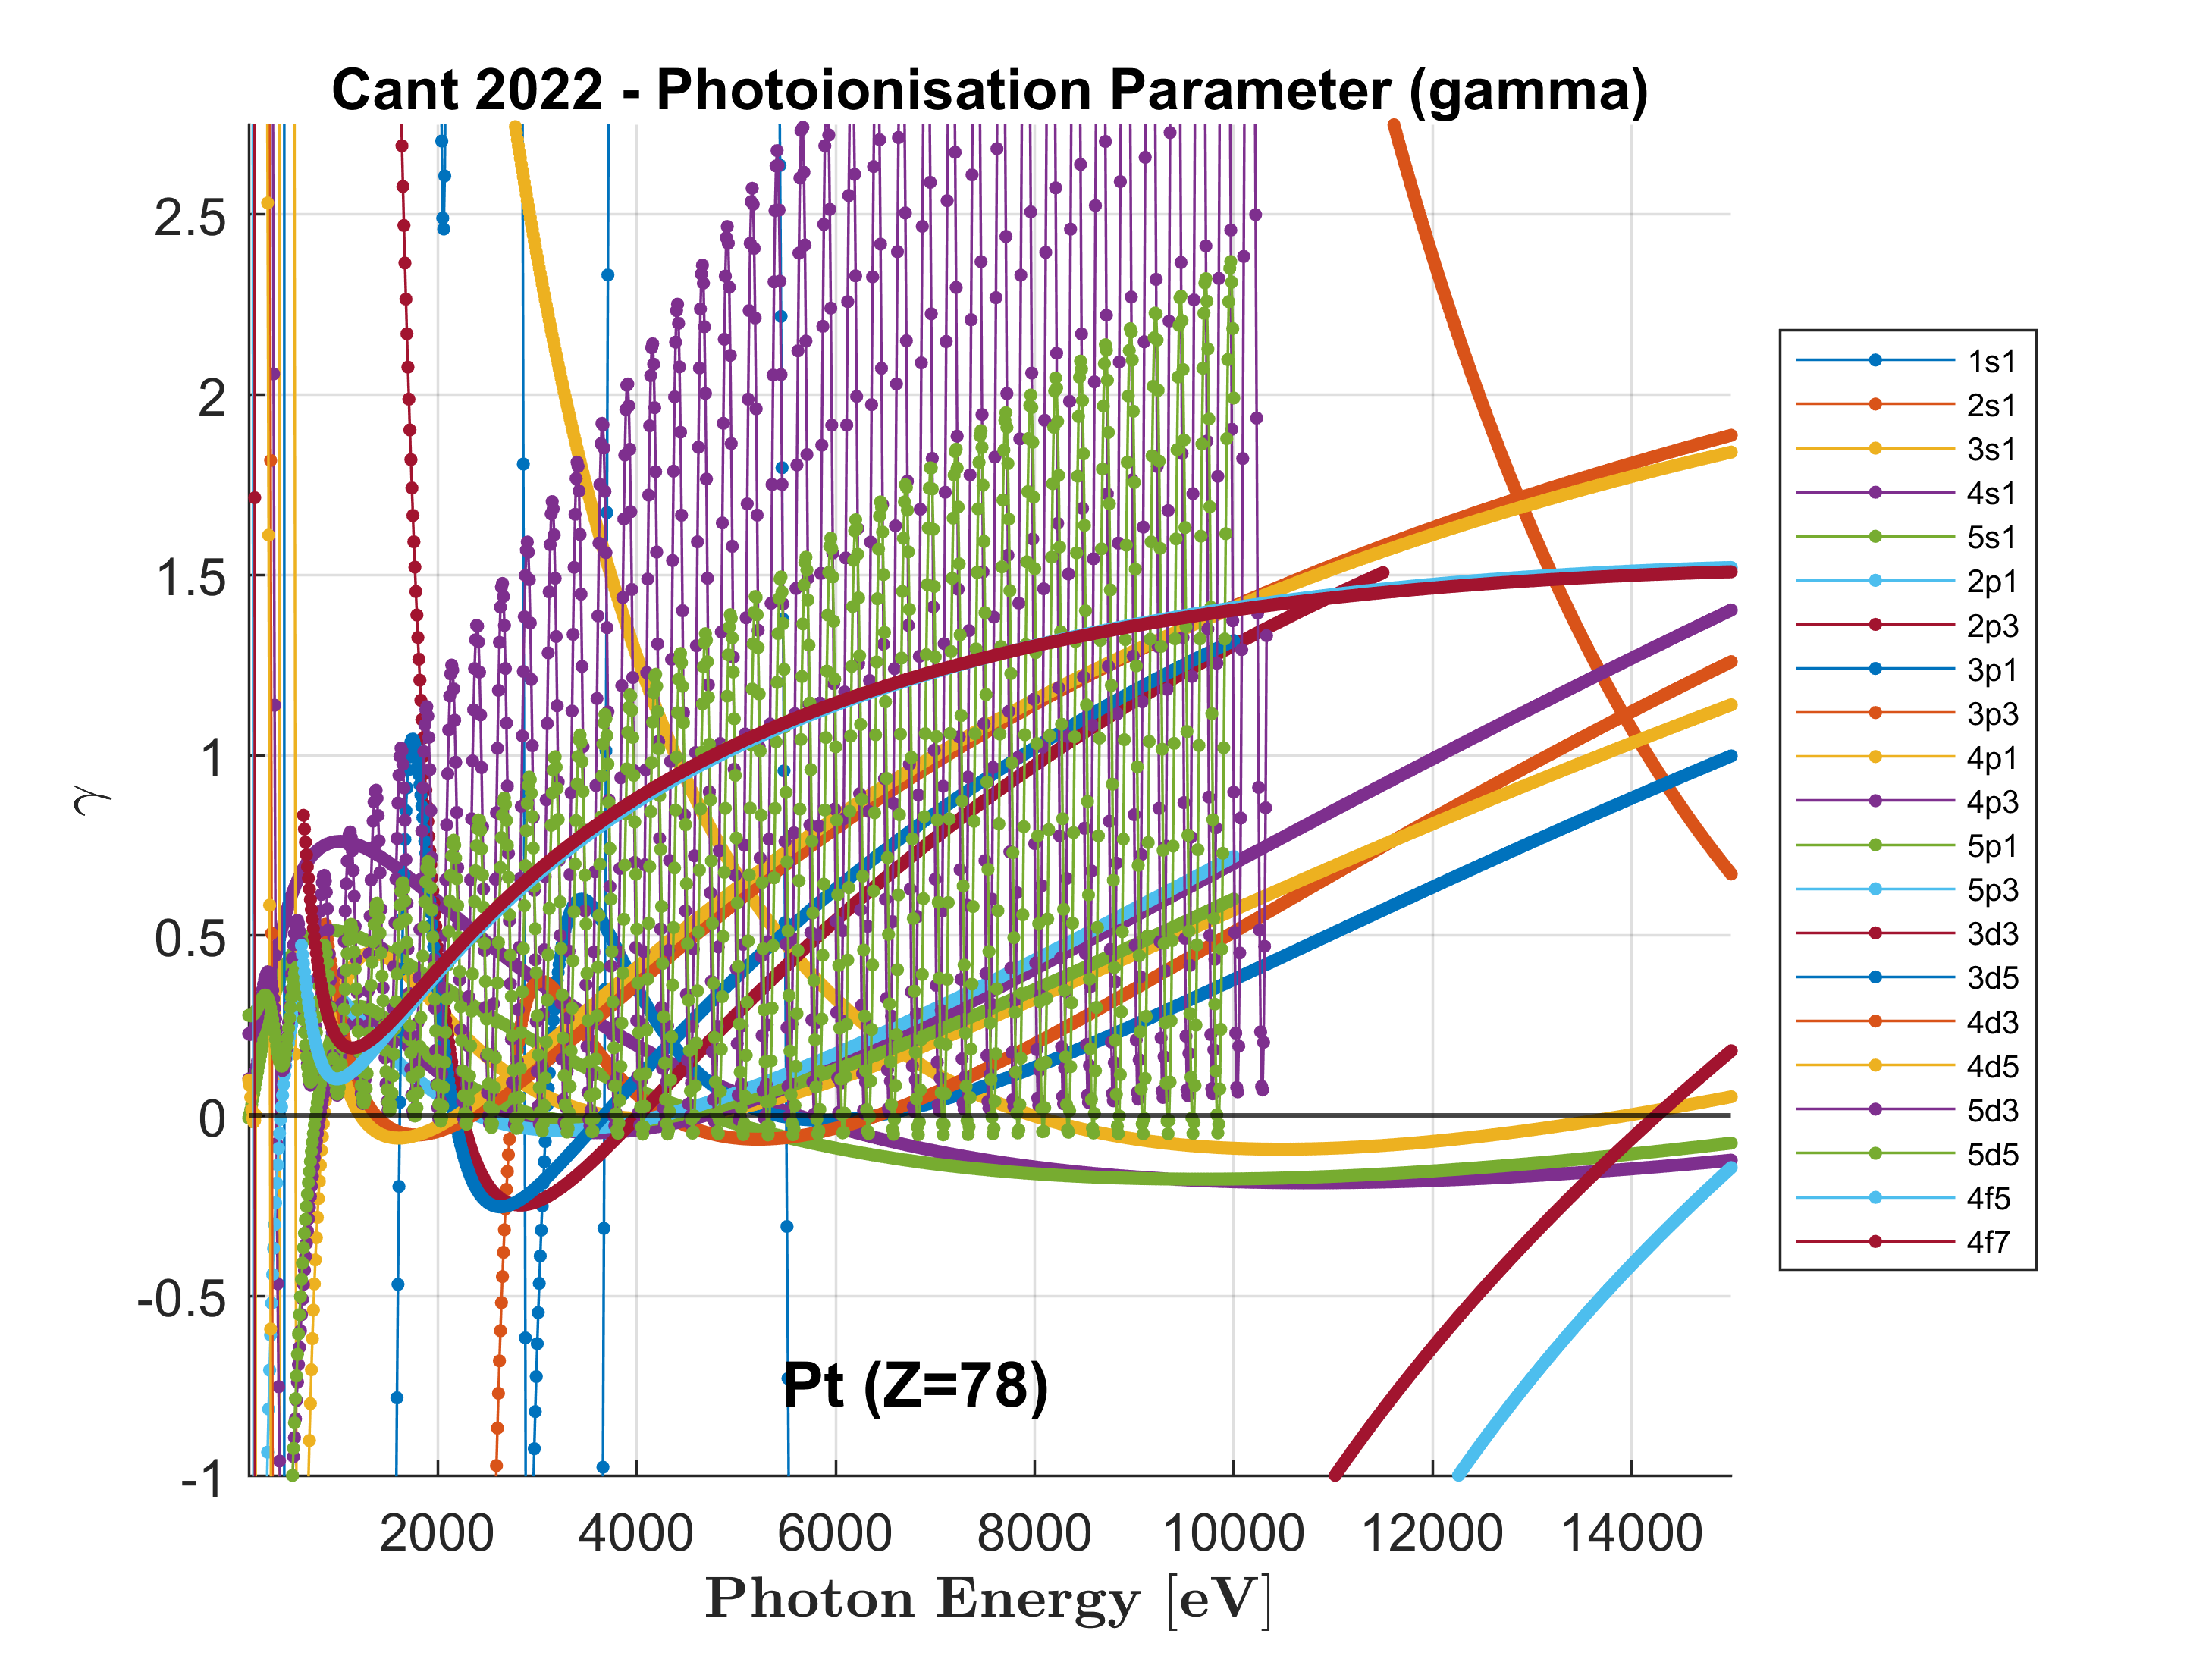 Cant 2022 - Photoionisation Parameter (gamma)
2.5
2
1.5
1
0.5
0
-0.5
-1
γ
2000 4000 6000 8000 10000 12000 14000
Photon Energy [eV]
Pt (Z=78)
1s1
2s1
3s1
4s1
5s1
2p1
2p3
3p1
3p3
4p1
4p3
5p1
5p3
3d3
3d5
4d3
4d5
5d3
5d5
4f5
4f7